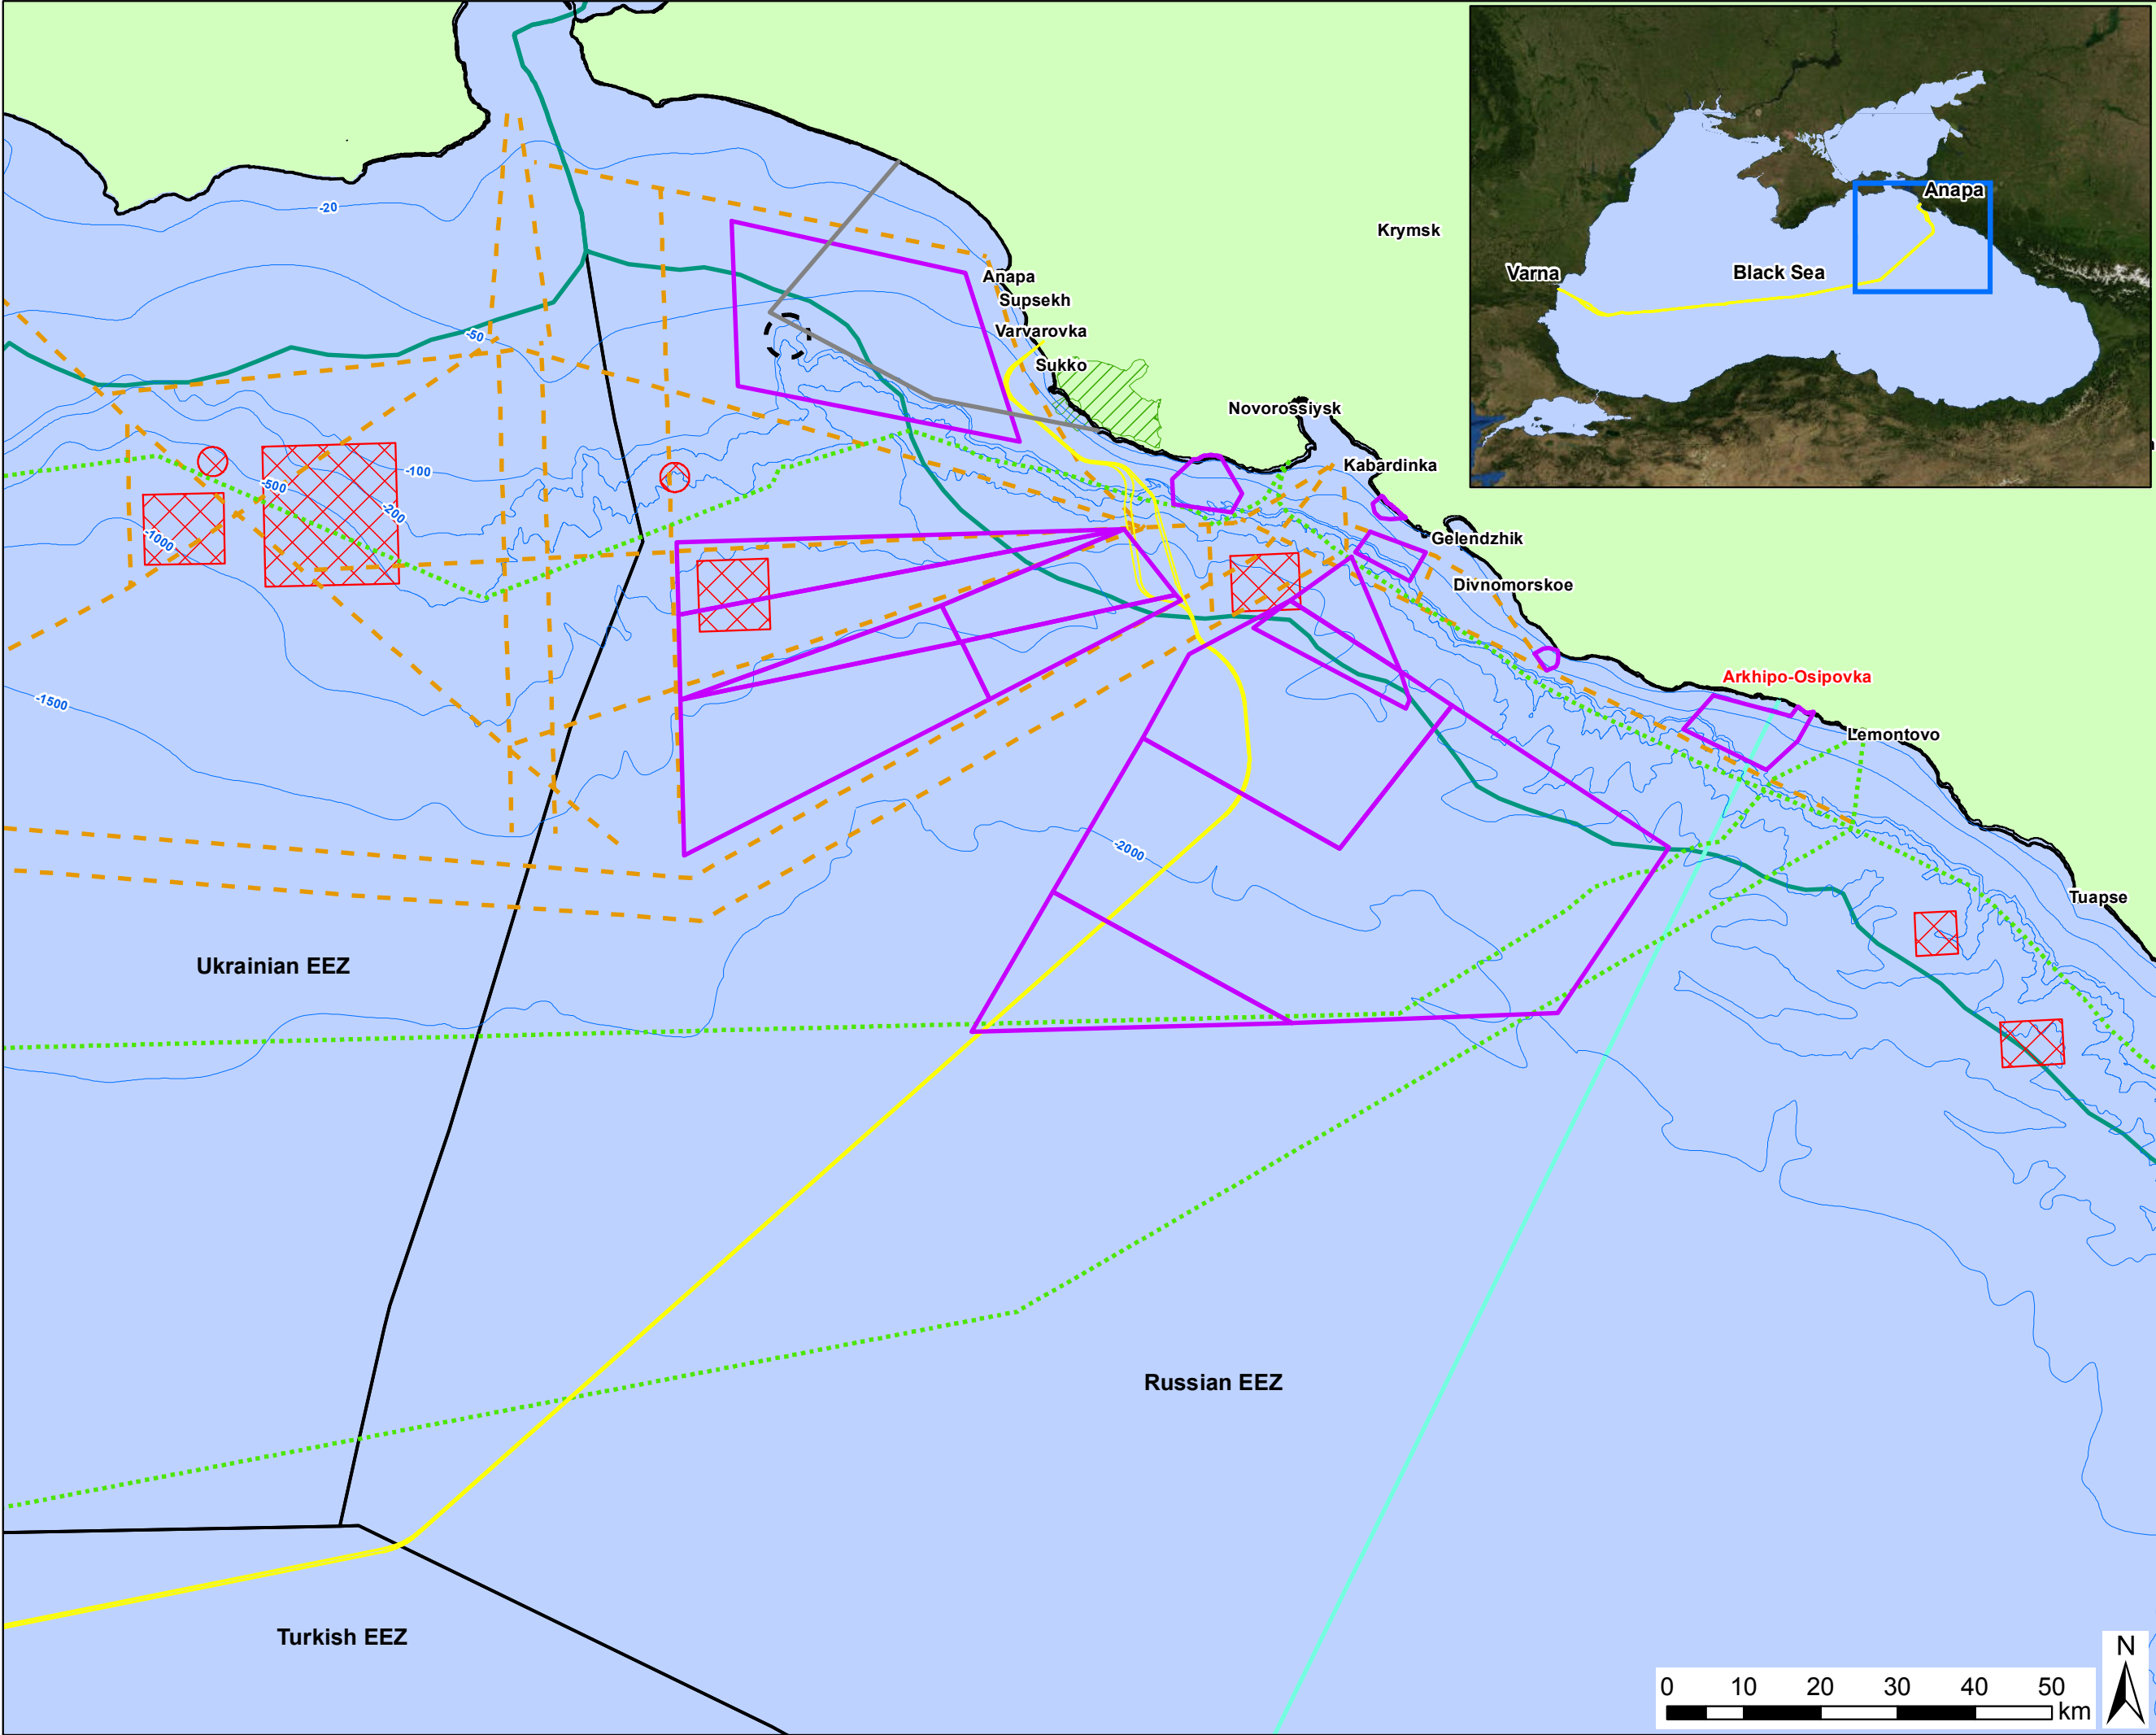 Anapa
Varna
Black Sea
-20
Krymsk
Anapa
Supsekh
Varvarovka
-50
Sukko
Novorossiysk
Kabardinka
-100
-500
-200
-1000
Gelendzhik
Divnomorskoe
Arkhipo-Osipovka
-1500
Lemontovo
-2000
Tuapse
Ukrainian EEZ
Russian EEZ
Turkish EEZ
N
0 10 20 30 40 50
km